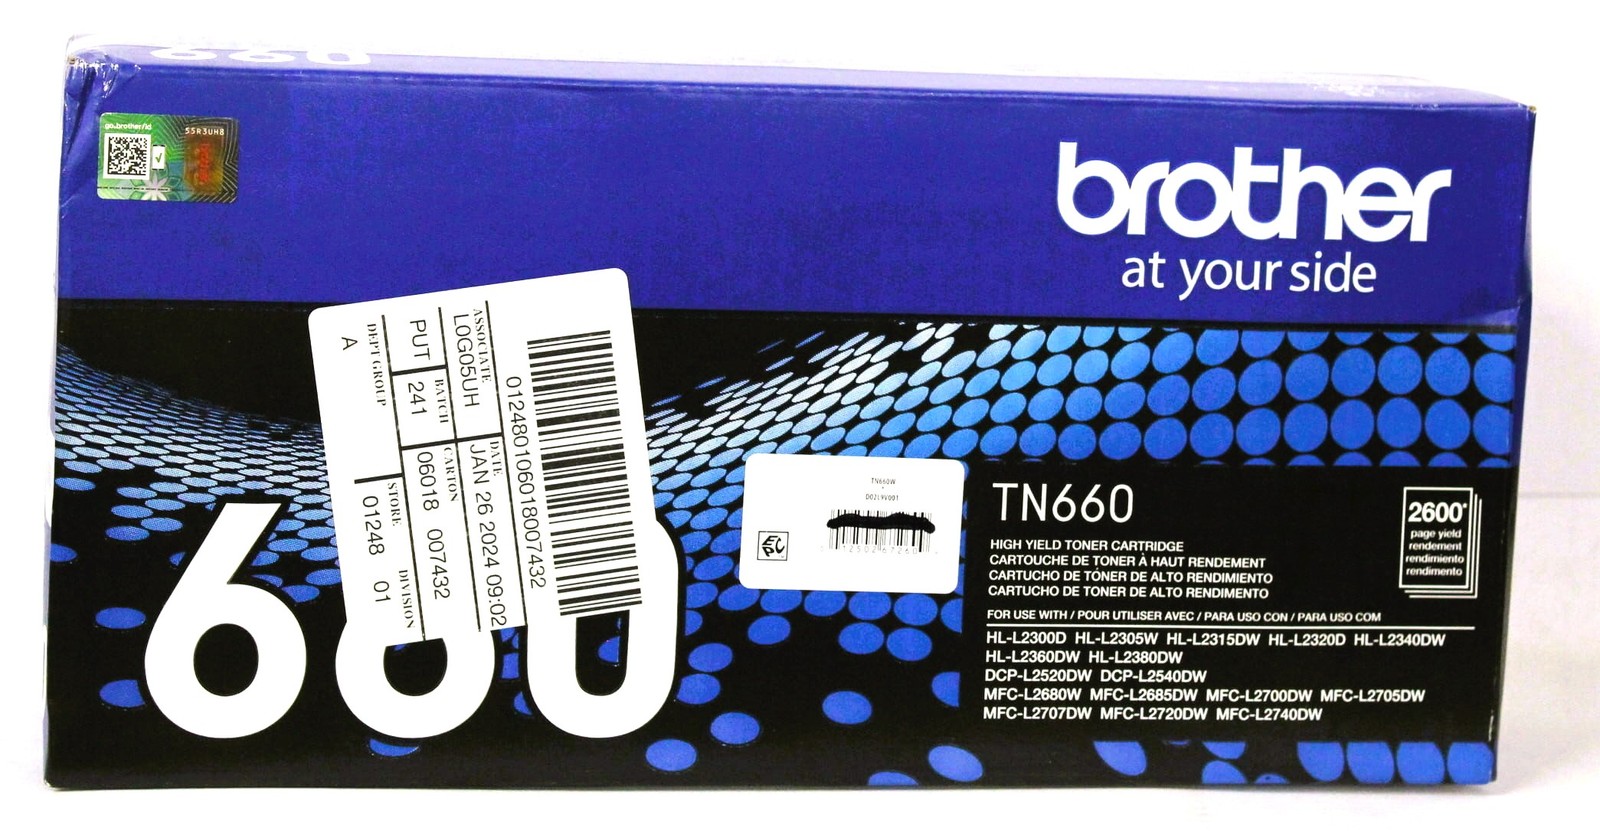 660
go.brother/id
S5R3UH8
brother
at your side
660
ASSOCIATE
L0G05UH
DATE
JAN 26 2024 09:02
PUT
BATCH
241
CARTON
06018 007432
DEPT GROUP
A
STORE
01248
DIVISION
01
012480106018007432
TN660W
D02L9V001
TN660
HIGH YIELD TONER CARTRIDGE
CARTOUCHE DE TONER À HAUT RENDEMENT
CARTUCHO DE TÓNER DE ALTO RENDIMIENTO
CARTUCHO DE TONER DE ALTO RENDIMIENTO
2600*
page yield
rendement
rendimiento
rendimento
FOR USE WITH / POUR UTILISER AVEC / PARA USO CON / PARA USO COM
HL-L2300D HL-L2305W HL-L2315DW HL-L2320D HL-L2340DW
HL-L2360DW HL-L2380DW
DCP-L2520DW DCP-L2540DW
MFC-L2680W MFC-L2685DW MFC-L2700DW MFC-L2705DW
MFC-L2707DW MFC-L2720DW MFC-L2740DW